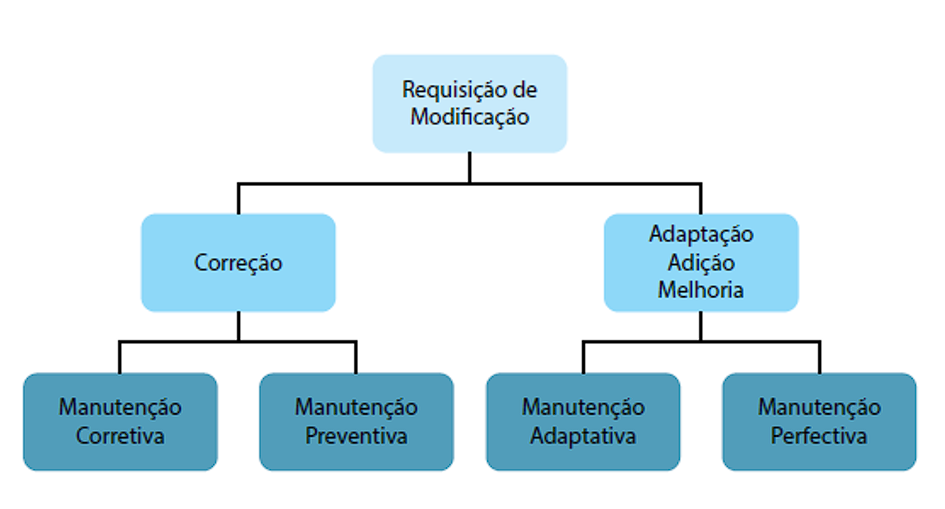 Requisição de
Modificação
Correção
Adaptação
Adição
Melhoria
Manutenção
Corretiva
Manutenção
Preventiva
Manutenção
Adaptativa
Manutenção
Perfectiva